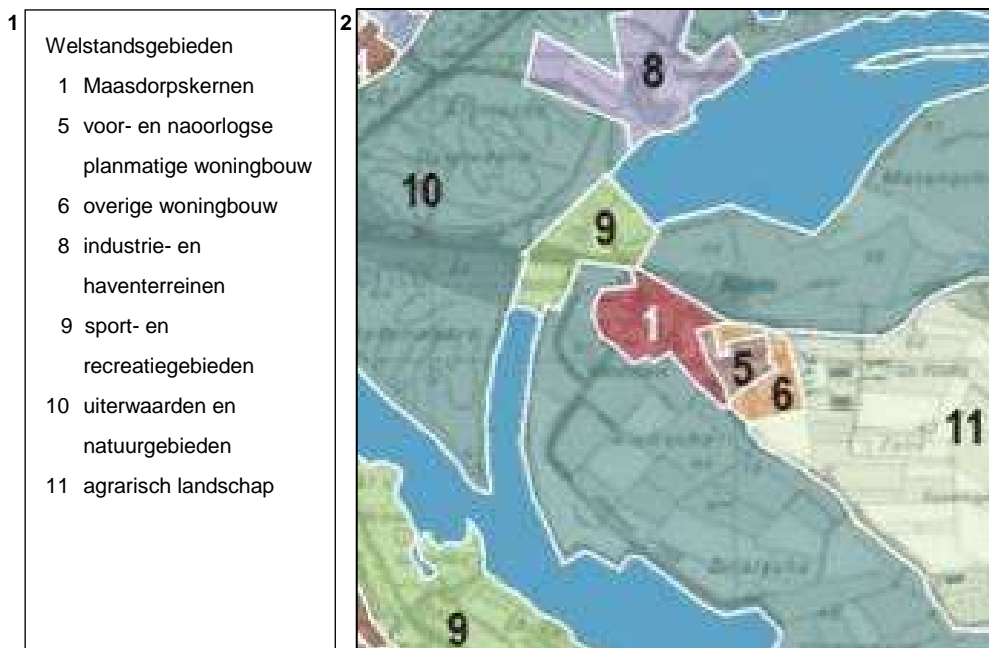 1
Welstandsgebieden
1 Maasdorpskernen
5 voor- en naoorlogse
planmatige woningbouw
6 overige woningbouw
8 industrie- en
haventerreinen
9 sport- en
recreatiegebieden
10 uiterwaarden en
natuurgebieden
11 agrarisch landschap
2
8
10
9
1
5
6
11
9